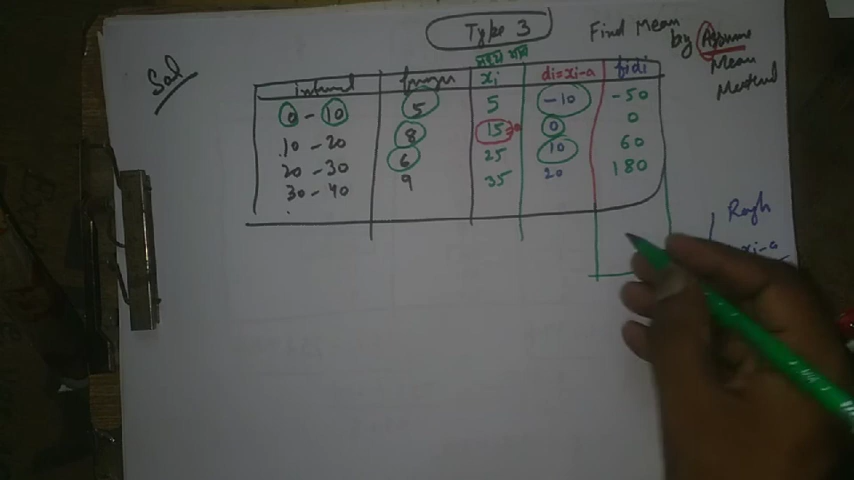 Type 3
Find Mean
by Assume
Mean
Method
Sol
मध्य मान
xi di=xi-a fidi
0 - 10 5 5 -10 -50
10 - 20 8 15=a 0 0
20 - 30 6 25 10 60
30 - 40 9 35 20 180
Rough
xi-a